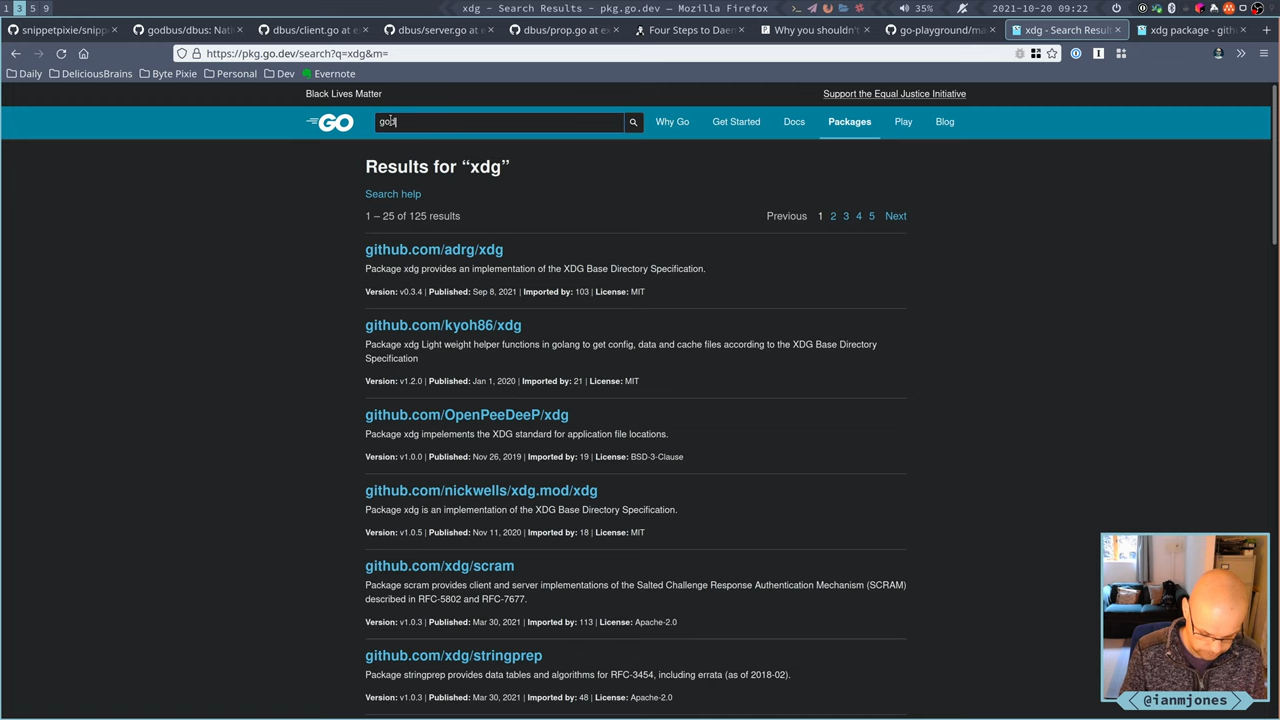 1 3 5 9
xdg - Search Results - pkg.go.dev — Mozilla Firefox
35%
2021-10-20 09:22
snippetpixie/snipp
godbus/dbus: Nati
dbus/client.go at e
dbus/server.go at e
dbus/prop.go at ex
Four Steps to Daem
Why you shouldn'
go-playground/ma
xdg - Search Resul
xdg package - gith
https://pkg.go.dev/search?q=xdg&m=
Daily
DeliciousBrains
Byte Pixie
Personal
Dev
Evernote
Black Lives Matter
Support the Equal Justice Initiative
GO
Why Go
Get Started
Docs
Packages
Play
Blog
Results for “xdg”
Search help
1 – 25 of 125 results
Previous 1 2 3 4 5 Next
github.com/adrg/xdg
Package xdg provides an implementation of the XDG Base Directory Specification.
Version: v0.3.4 | Published: Sep 8, 2021 | Imported by: 103 | License: MIT
github.com/kyoh86/xdg
Package xdg Light weight helper functions in golang to get config, data and cache files according to the XDG Base Directory
Specification
Version: v1.2.0 | Published: Jan 1, 2020 | Imported by: 21 | License: MIT
github.com/OpenPeeDeeP/xdg
Package xdg impelements the XDG standard for application file locations.
Version: v1.0.0 | Published: Nov 26, 2019 | Imported by: 19 | License: BSD-3-Clause
github.com/nickwells/xdg.mod/xdg
Package xdg is an implementation of the XDG Base Directory Specification.
Version: v1.0.5 | Published: Nov 11, 2020 | Imported by: 18 | License: MIT
github.com/xdg/scram
Package scram provides client and server implementations of the Salted Challenge Response Authentication Mechanism (SCRAM)
described in RFC-5802 and RFC-7677.
Version: v1.0.3 | Published: Mar 30, 2021 | Imported by: 113 | License: Apache-2.0
github.com/xdg/stringprep
Package stringprep provides data tables and algorithms for RFC-3454, including errata (as of 2018-02).
Version: v1.0.3 | Published: Mar 30, 2021 | Imported by: 48 | License: Apache-2.0
@ianmjones